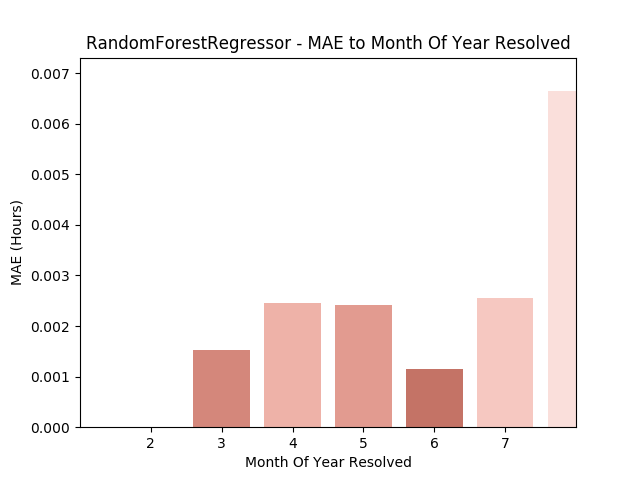 RandomForestRegressor - MAE to Month Of Year Resolved
0.007
0.006
0.005
0.004
0.003
0.002
0.001
0.000
MAE (Hours)
2 3 4 5 6 7
Month Of Year Resolved